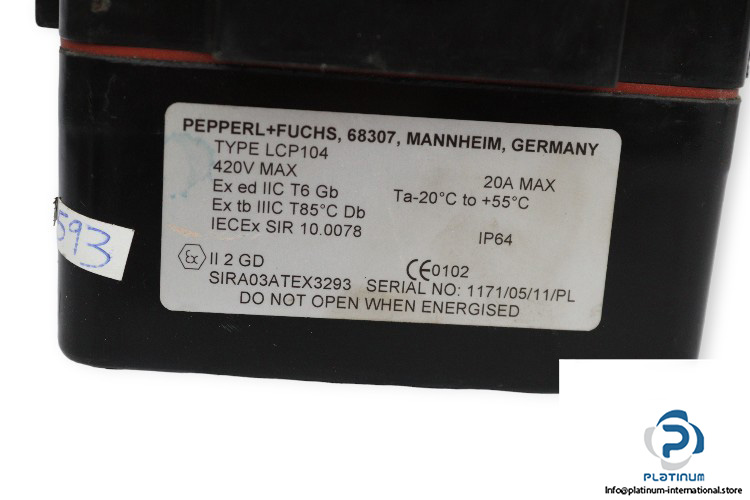 PEPPERL+FUCHS, 68307, MANNHEIM, GERMANY
TYPE LCP104
420V MAX 20A MAX
Ex ed IIC T6 Gb Ta-20°C to +55°C
Ex tb IIIC T85°C Db
IECEx SIR 10.0078 IP64
Ex II 2 GD CE0102
SIRA03ATEX3293 SERIAL NO: 1171/05/11/PL
DO NOT OPEN WHEN ENERGISED
593
PLATINUM
Info@platinum-international.store